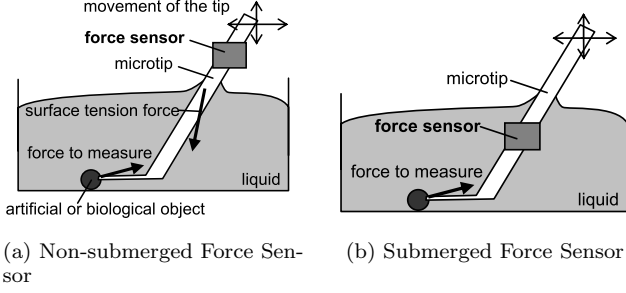 movement of the tip
force sensor
microtip
surface tension force
force to measure
liquid
artificial or biological object
(a) Non-submerged Force Sen-
sor
microtip
force sensor
force to measure
liquid
(b) Submerged Force Sensor